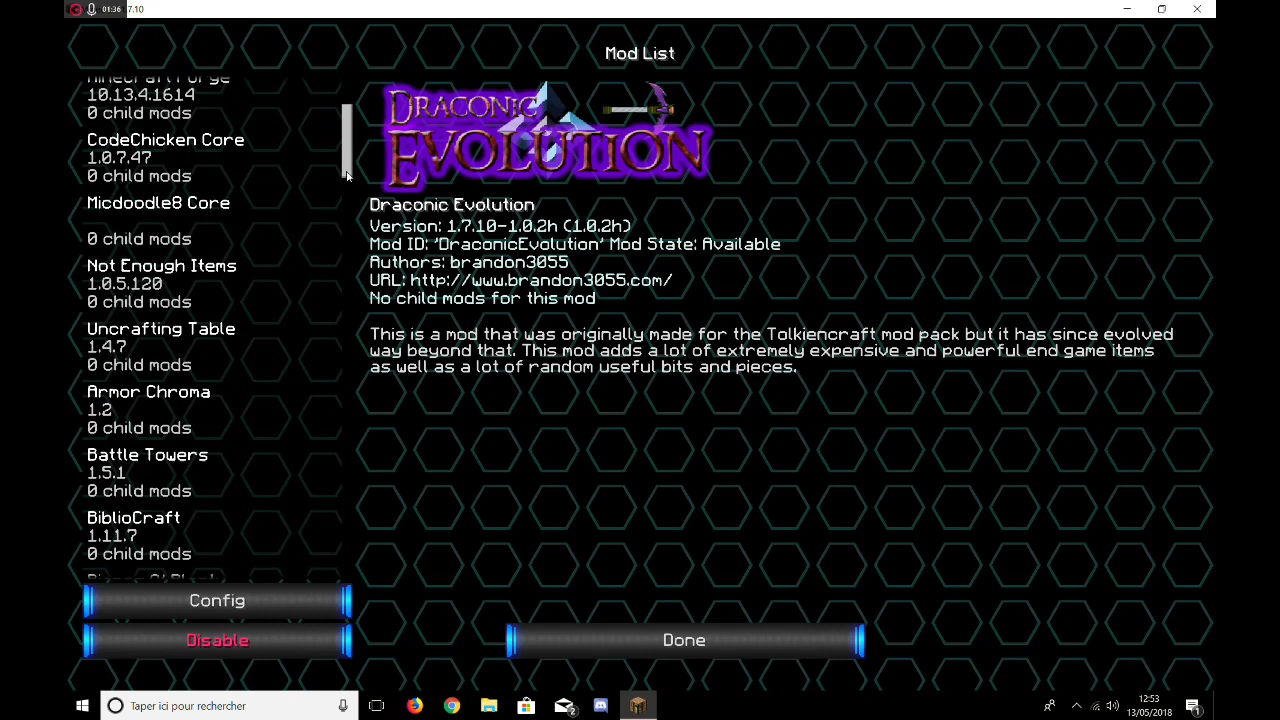 01:36 17.10
Mod List
Minecraft Forge
10.13.4.1614
0 child mods
CodeChicken Core
1.0.7.47
0 child mods
Micdoodle8 Core
0 child mods
Not Enough Items
1.0.5.120
0 child mods
Uncrafting Table
1.4.7
0 child mods
Armor Chroma
1.2
0 child mods
Battle Towers
1.5.1
0 child mods
BiblioCraft
1.11.7
0 child mods
Config
Disable
DRACONIC
EVOLUTION
Draconic Evolution
Version: 1.7.10-1.0.2h (1.0.2h)
Mod ID: 'DraconicEvolution' Mod State: Available
Authors: brandon3055
URL: http://www.brandon3055.com/
No child mods for this mod
This is a mod that was originally made for the Tolkiencraft mod pack but it has since evolved
way beyond that. This mod adds a lot of extremely expensive and powerful end game items
as well as a lot of random useful bits and pieces.
Done
Taper ici pour rechercher
2
12:53
13/05/2018
1